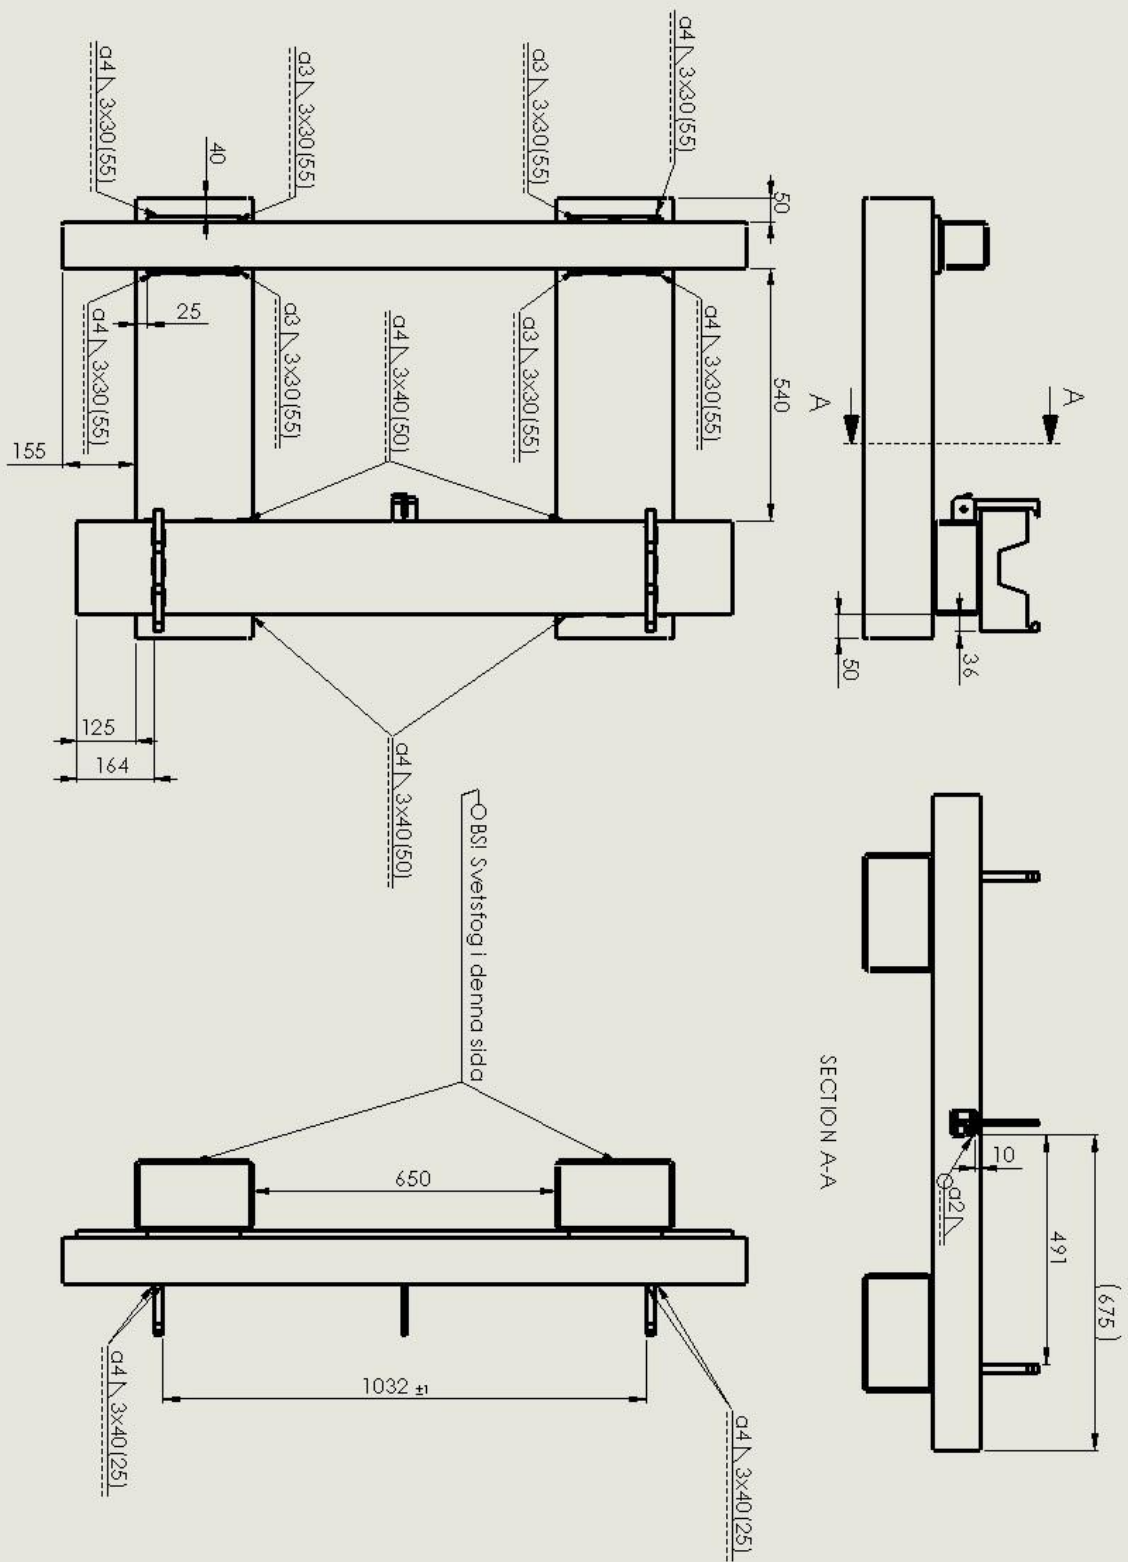 a4 3x30(55)
a3 3x30(55)
a3 3x30(55)
a4 3x30(55)
40
50
25
a4 3x30(55)
a3 3x30(55)
a4 3x40(50)
a3 3x30(55)
a4 3x30(55)
540
155
125
164
a4 3x40(50)
A
A
36
50
OBS! Svetsfog i denna sida
650
1032 ±1
a4 3x40(25)
a4 3x40(25)
SECTION A-A
10
a2
491
(675)